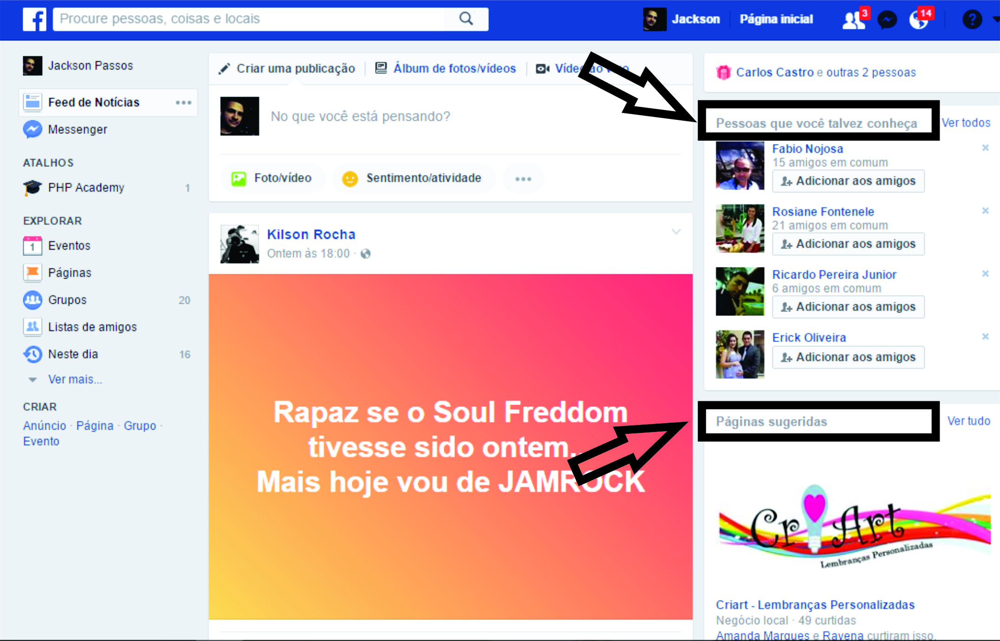 Procure pessoas, coisas e locais
Jackson
Página inicial
3
14
?
Jackson Passos
Feed de Notícias
Messenger
ATALHOS
PHP Academy 1
EXPLORAR
1 Eventos
Páginas
Grupos 20
Listas de amigos
Neste dia 16
Ver mais...
CRIAR
Anúncio · Página · Grupo ·
Evento
Criar uma publicação
Álbum de fotos/vídeos
No que você está pensando?
Foto/vídeo
Sentimento/atividade
Kilson Rocha
Ontem às 18:00 ·
Rapaz se o Soul Freddom
tivesse sido ontem..
Mais hoje vou de JAMROCK
Carlos Castro e outras 2 pessoas
Pessoas que você talvez conheça Ver todos
Fabio Nojosa
15 amigos em comum
Adicionar aos amigos
Rosiane Fontenele
21 amigos em comum
Adicionar aos amigos
Ricardo Pereira Junior
6 amigos em comum
Adicionar aos amigos
Erick Oliveira
Adicionar aos amigos
Páginas sugeridas Ver tudo
CriArt
Lembranças Personalizadas
Criart - Lembranças Personalizadas
Negócio local · 49 curtidas
Amanda Marques e Ravena curtiram isso.